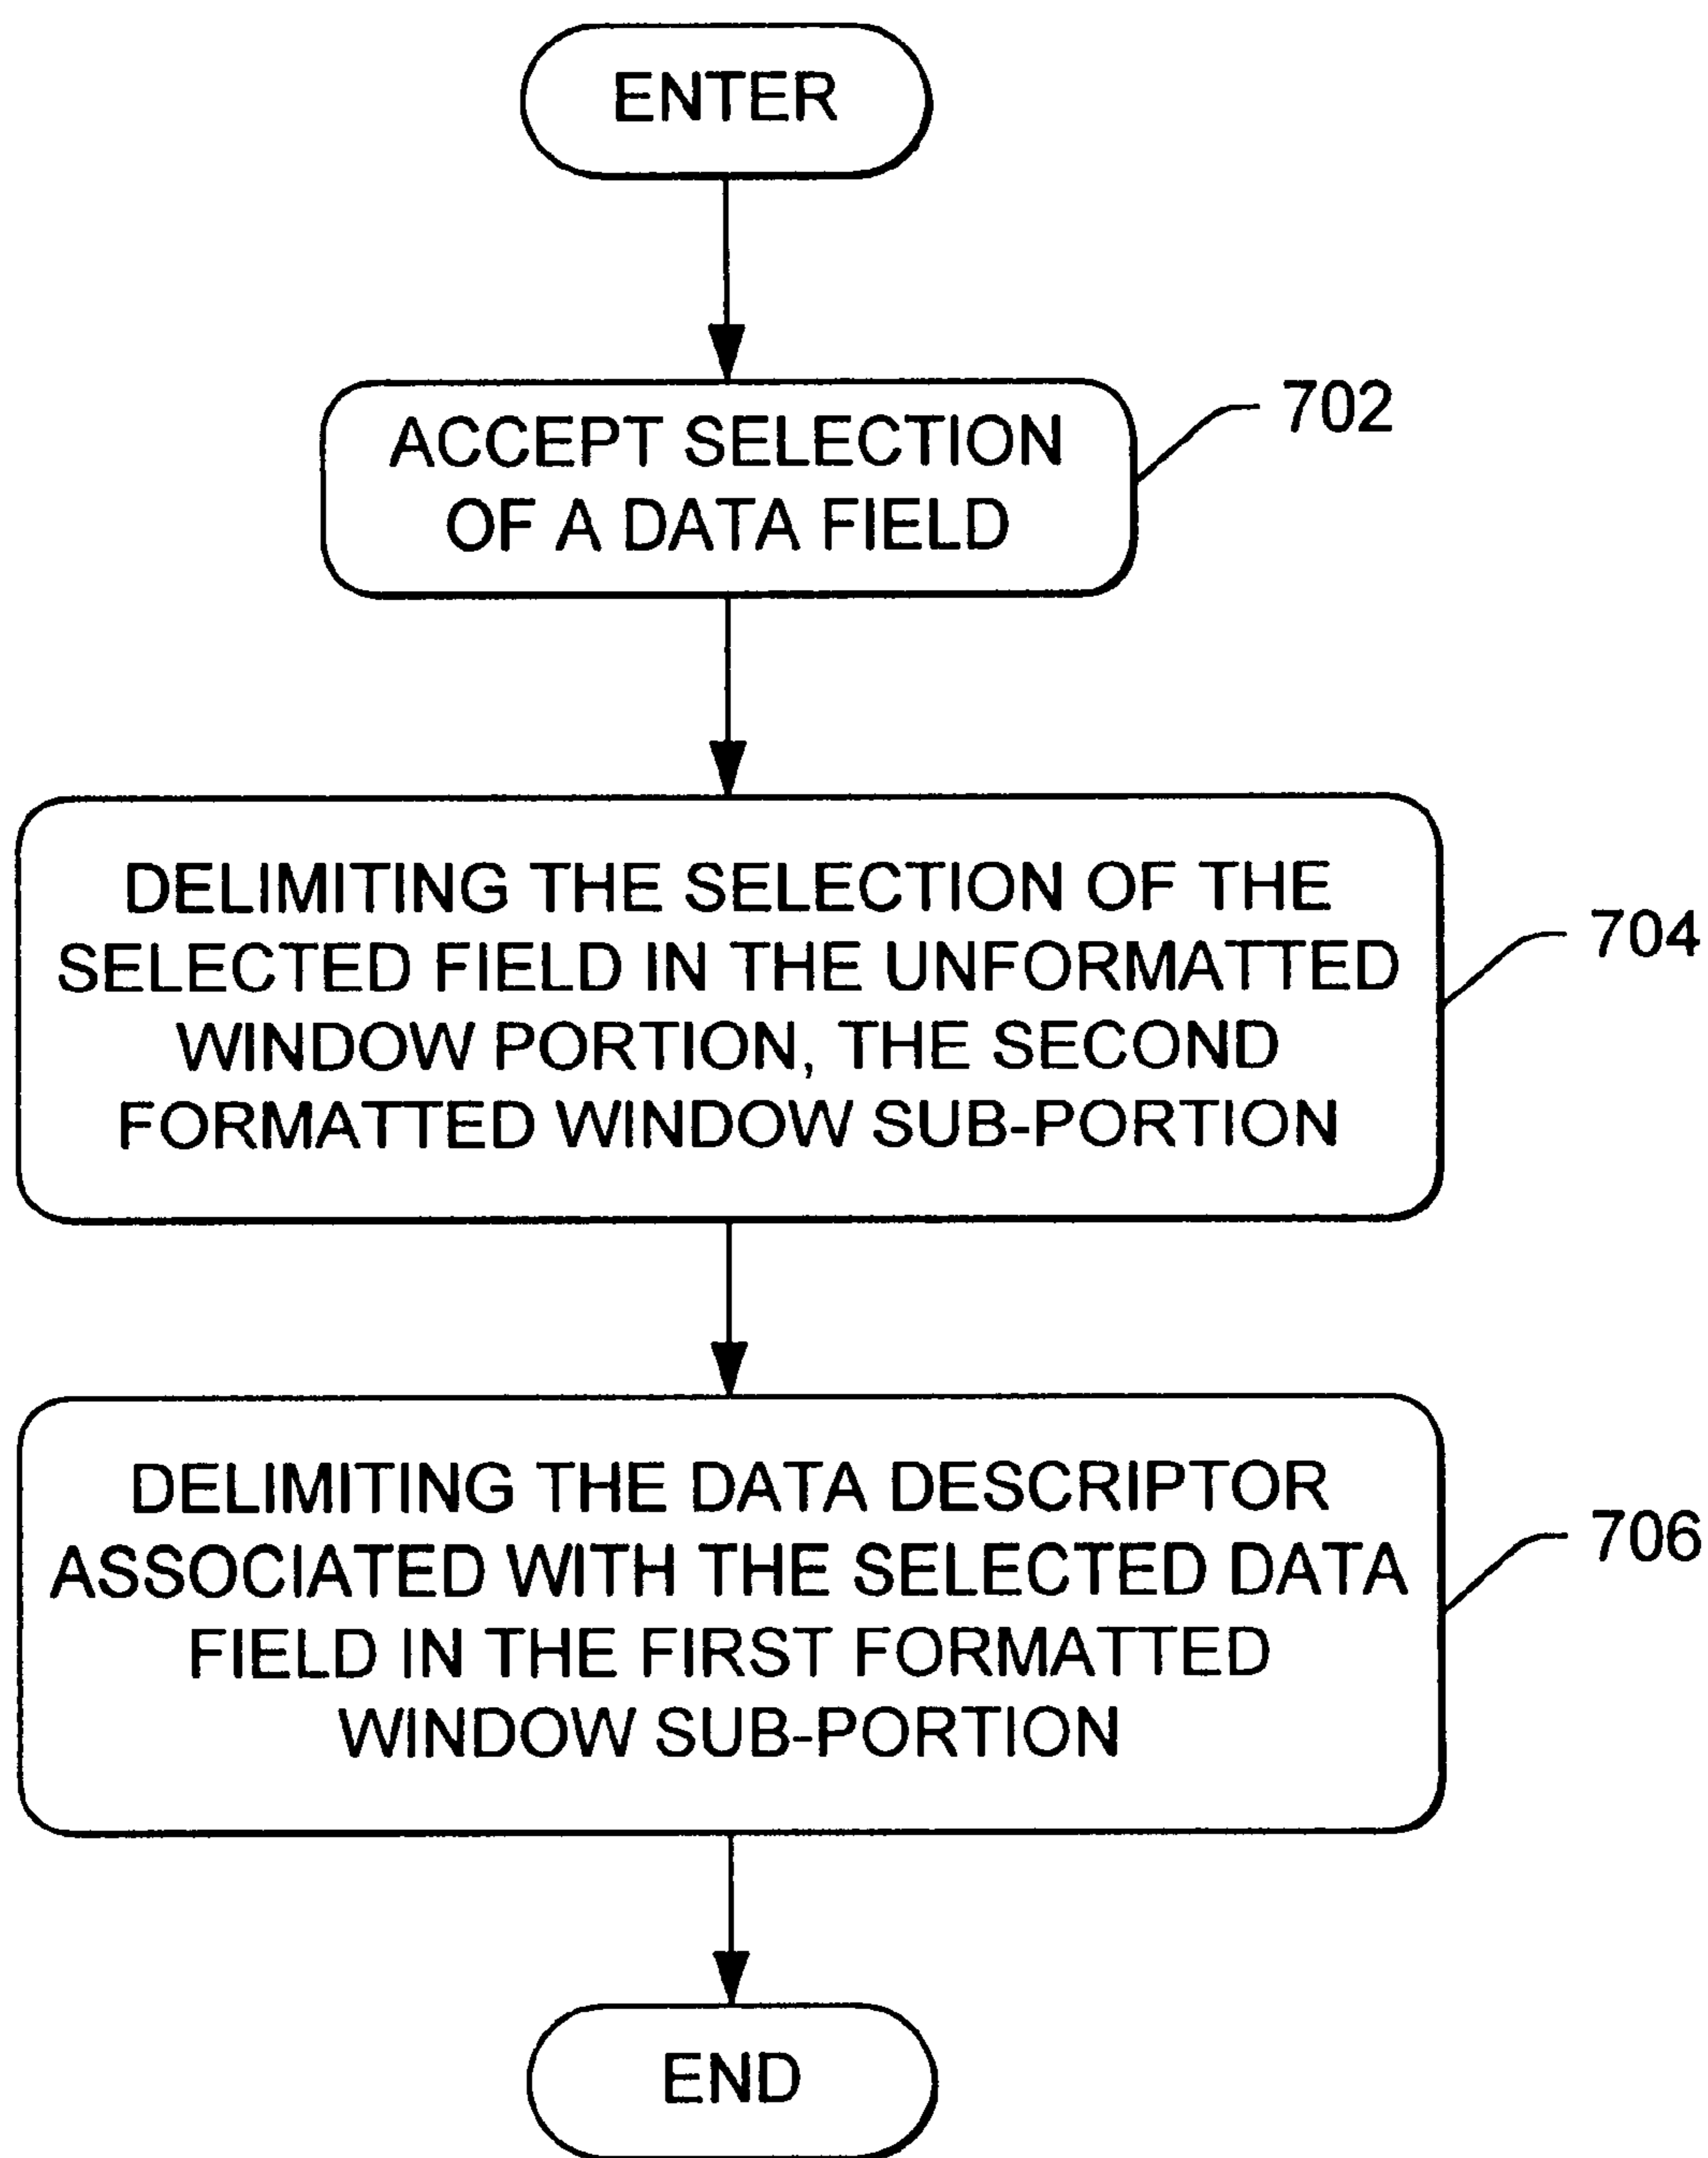 ENTER
ACCEPT SELECTION
OF A DATA FIELD
702
DELIMITING THE SELECTION OF THE
SELECTED FIELD IN THE UNFORMATTED
WINDOW PORTION, THE SECOND
FORMATTED WINDOW SUB-PORTION
704
DELIMITING THE DATA DESCRIPTOR
ASSOCIATED WITH THE SELECTED DATA
FIELD IN THE FIRST FORMATTED
WINDOW SUB-PORTION
706
END